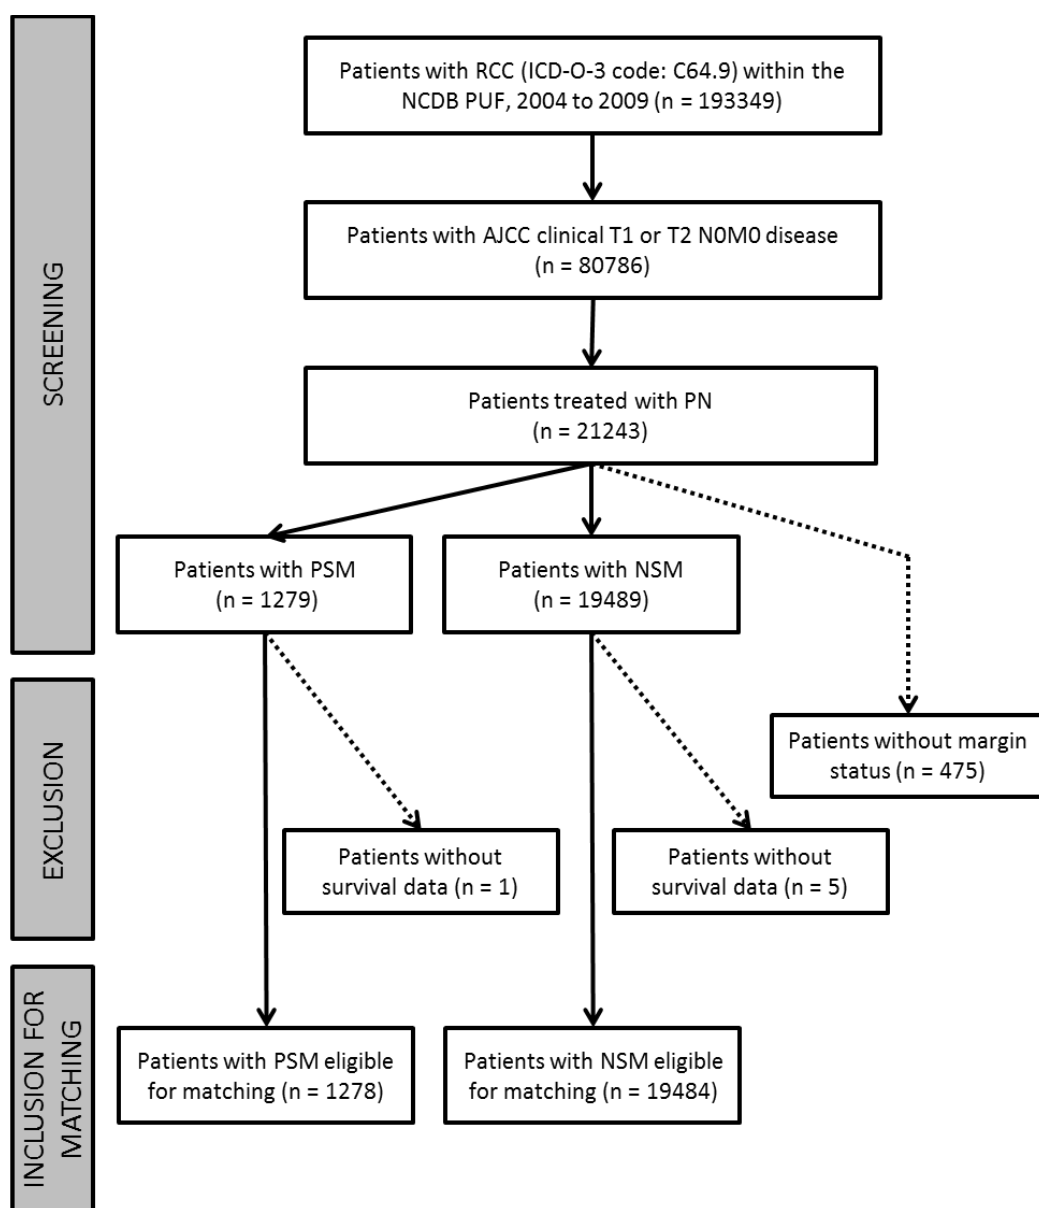 SCREENING
Patients with RCC (ICD-O-3 code: C64.9) within the
NCDB PUF, 2004 to 2009 (n = 193349)
Patients with AJCC clinical T1 or T2 N0M0 disease
(n = 80786)
Patients treated with PN
(n = 21243)
Patients with PSM
(n = 1279)
Patients with NSM
(n = 19489)
EXCLUSION
Patients without margin
status (n = 475)
Patients without
survival data (n = 1)
Patients without
survival data (n = 5)
INCLUSION FOR
MATCHING
Patients with PSM eligible
for matching (n = 1278)
Patients with NSM eligible
for matching (n = 19484)